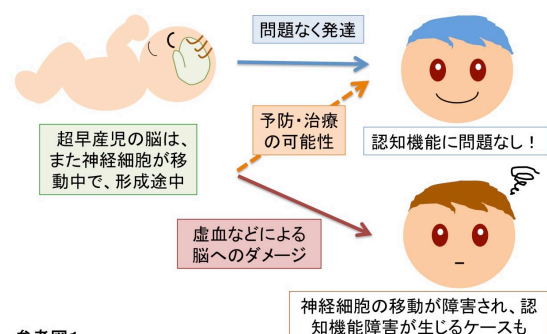 問題なく発達
予防・治療
の可能性
超早産児の脳は、
また神経細胞が移
動中で、形成途中
認知機能に問題なし！
虚血などによる
脳へのダメージ
神経細胞の移動が障害され、認
知機能障害が生じるケースも
参考図1